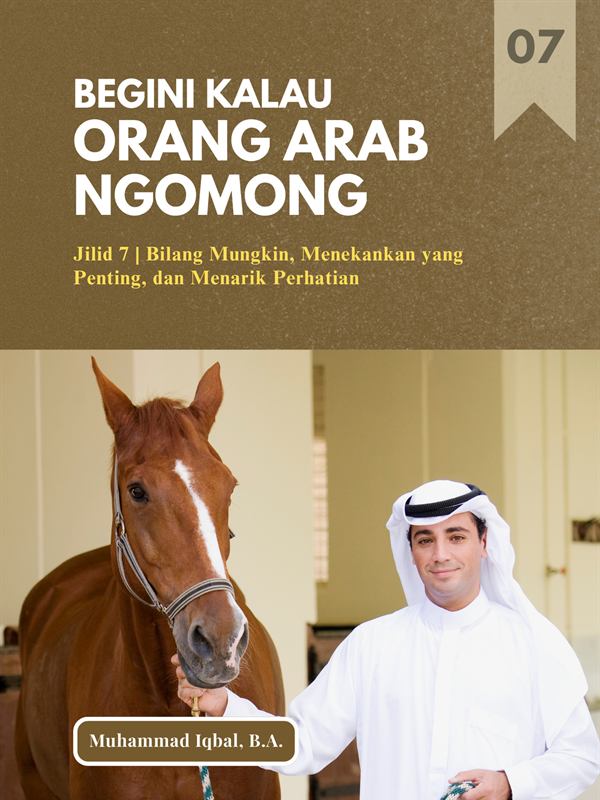 07
BEGINI KALAU
ORANG ARAB
NGOMONG
Jilid 7 | Bilang Mungkin, Menekankan yang
Penting, dan Menarik Perhatian
Muhammad Iqbal, B.A.